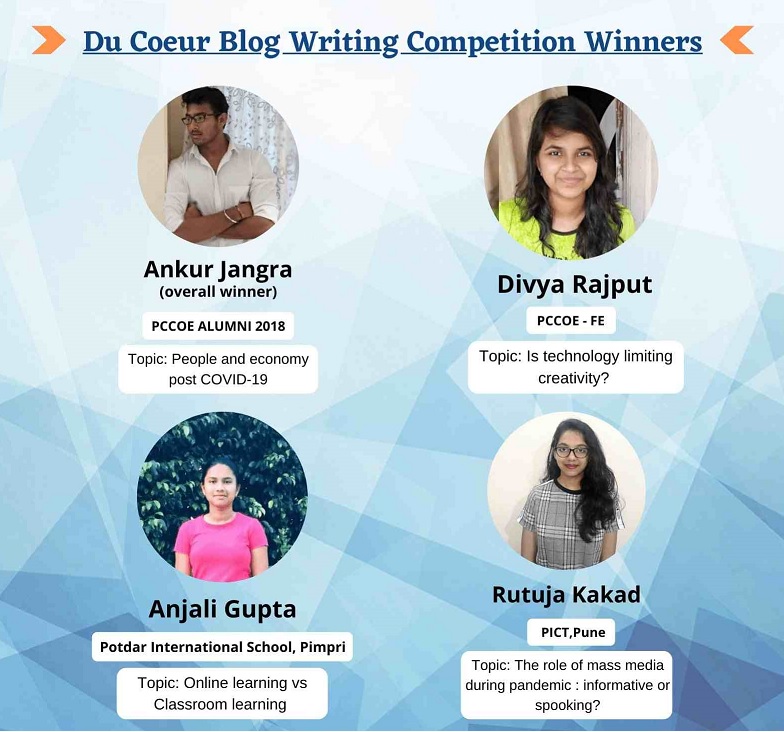 Du Coeur Blog Writing Competition Winners
Ankur Jangra
(overall winner)
PCCOE ALUMNI 2018
Topic: People and economy
post COVID-19
Divya Rajput
PCCOE - FE
Topic: Is technology limiting
creativity?
Anjali Gupta
Potdar International School, Pimpri
Topic: Online learning vs
Classroom learning
Rutuja Kakad
PICT,Pune
Topic: The role of mass media
during pandemic : informative or
spooking?